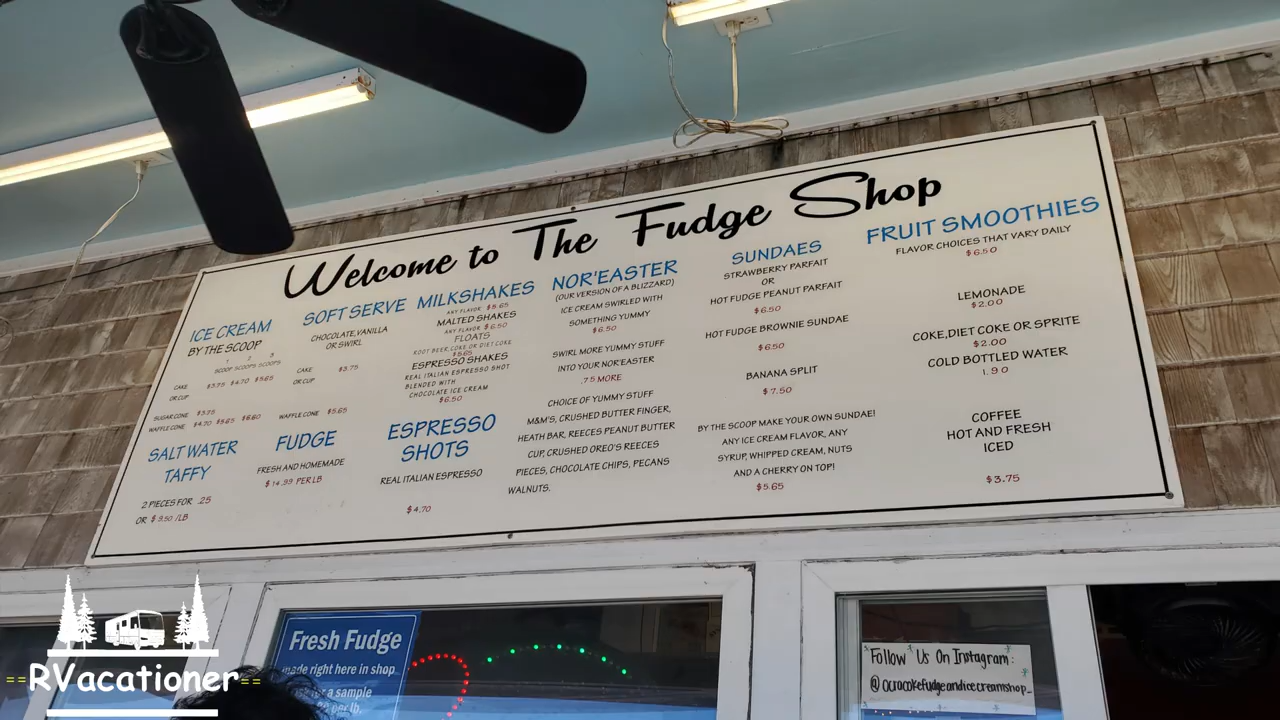 Welcome to The Fudge Shop
ICE CREAM
BY THE SCOOP
1 2 3
SCOOP SCOOPS SCOOPS
CAKE $3.75 $4.70 $5.65
OR CUP
SUGAR CONE $3.75
WAFFLE CONE $4.70 $5.65 $6.60
SALT WATER
TAFFY
2 PIECES FOR .25
OR $ 9.50 /LB
SOFT SERVE
CHOCOLATE, VANILLA
OR SWIRL
CAKE $3.75
OR CUP
WAFFLE CONE $5.65
FUDGE
FRESH AND HOMEMADE
$14.99 PER LB
MILKSHAKES
ANY FLAVOR $5.65
MALTED SHAKES
ANY FLAVOR $6.50
FLOATS
ROOT BEER, COKE OR DIET COKE
$5.65
ESPRESSO SHAKES
REAL ITALIAN ESPRESSO SHOT
BLENDED WITH
CHOCOLATE ICE CREAM
$6.50
ESPRESSO
SHOTS
REAL ITALIAN ESPRESSO
$4.70
NOR'EASTER
(OUR VERSION OF A BLIZZARD)
ICE CREAM SWIRLED WITH
SOMETHING YUMMY
$6.50
SWIRL MORE YUMMY STUFF
INTO YOUR NOR'EASTER
.75 MORE
CHOICE OF YUMMY STUFF
M&M'S, CRUSHED BUTTER FINGER,
HEATH BAR, REECES PEANUT BUTTER
CUP, CRUSHED OREO'S REECES
PIECES, CHOCOLATE CHIPS, PECANS
WALNUTS.
SUNDAES
STRAWBERRY PARFAIT
OR
HOT FUDGE PEANUT PARFAIT
$6.50
HOT FUDGE BROWNIE SUNDAE
$6.50
BANANA SPLIT
$7.50
BY THE SCOOP MAKE YOUR OWN SUNDAE!
ANY ICE CREAM FLAVOR, ANY
SYRUP, WHIPPED CREAM, NUTS
AND A CHERRY ON TOP!
$5.65
FRUIT SMOOTHIES
FLAVOR CHOICES THAT VARY DAILY
$6.50
LEMONADE
$2.00
COKE, DIET COKE OR SPRITE
$2.00
COLD BOTTLED WATER
1.90
COFFEE
HOT AND FRESH
ICED
$3.75
Fresh Fudge
made right here in shop
for a sample
per lb.
Follow Us On Instagram:
@ocracokefudgeandicecreamshop_
==RVacationer==